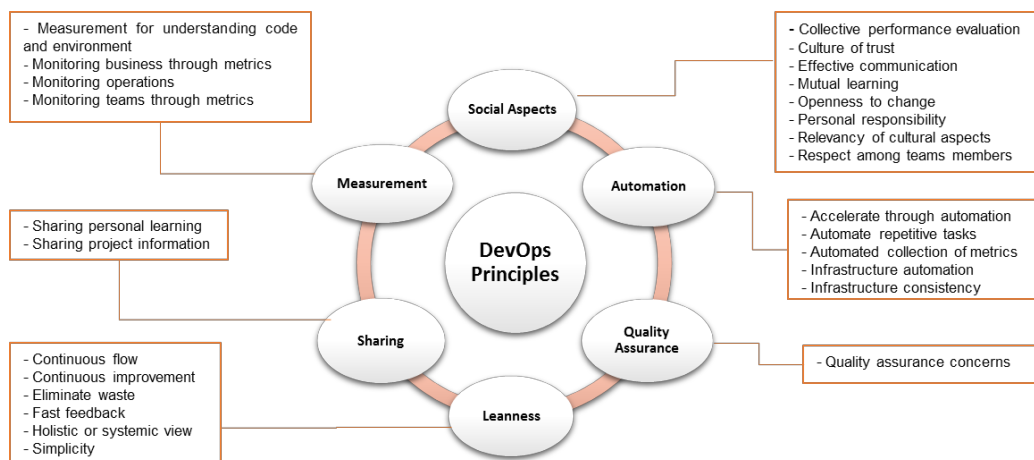 - Measurement for understanding code
and environment
- Monitoring business through metrics
- Monitoring operations
- Monitoring teams through metrics
- Collective performance evaluation
- Culture of trust
- Effective communication
- Mutual learning
- Openness to change
- Personal responsibility
- Relevancy of cultural aspects
- Respect among teams members
Social Aspects
Measurement
Automation
- Sharing personal learning
- Sharing project information
DevOps
Principles
- Accelerate through automation
- Automate repetitive tasks
- Automated collection of metrics
- Infrastructure automation
- Infrastructure consistency
Sharing
Quality
Assurance
- Continuous flow
- Continuous improvement
- Eliminate waste
- Fast feedback
- Holistic or systemic view
- Simplicity
Leanness
- Quality assurance concerns